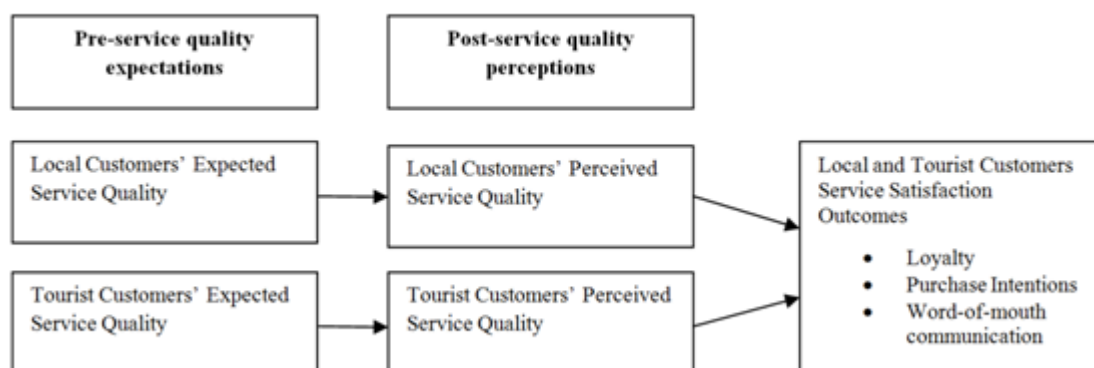 Pre-service quality
expectations
Post-service quality
perceptions
Local Customers' Expected
Service Quality
Local Customers' Perceived
Service Quality
Tourist Customers' Expected
Service Quality
Tourist Customers' Perceived
Service Quality
Local and Tourist Customers
Service Satisfaction
Outcomes
• Loyalty
• Purchase Intentions
• Word-of-mouth
communication